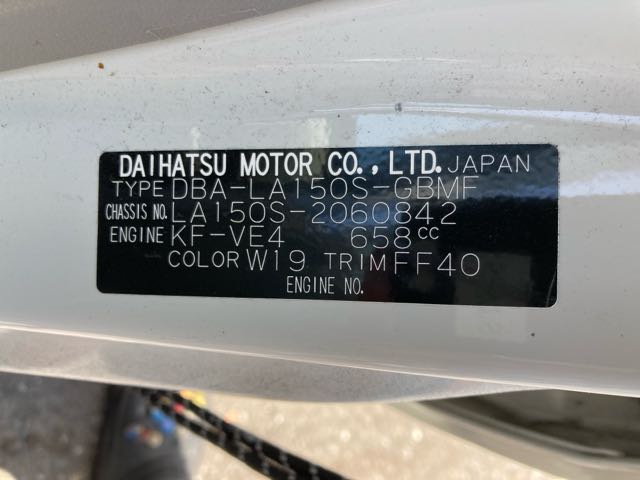 DAIHATSU MOTOR CO., LTD. JAPAN
TYPE DBA-LA150S-GBMF
CHASSIS NO. LA150S-2060842
ENGINE KF-VE4 658cc
COLOR W19 TRIM FF40
ENGINE NO.